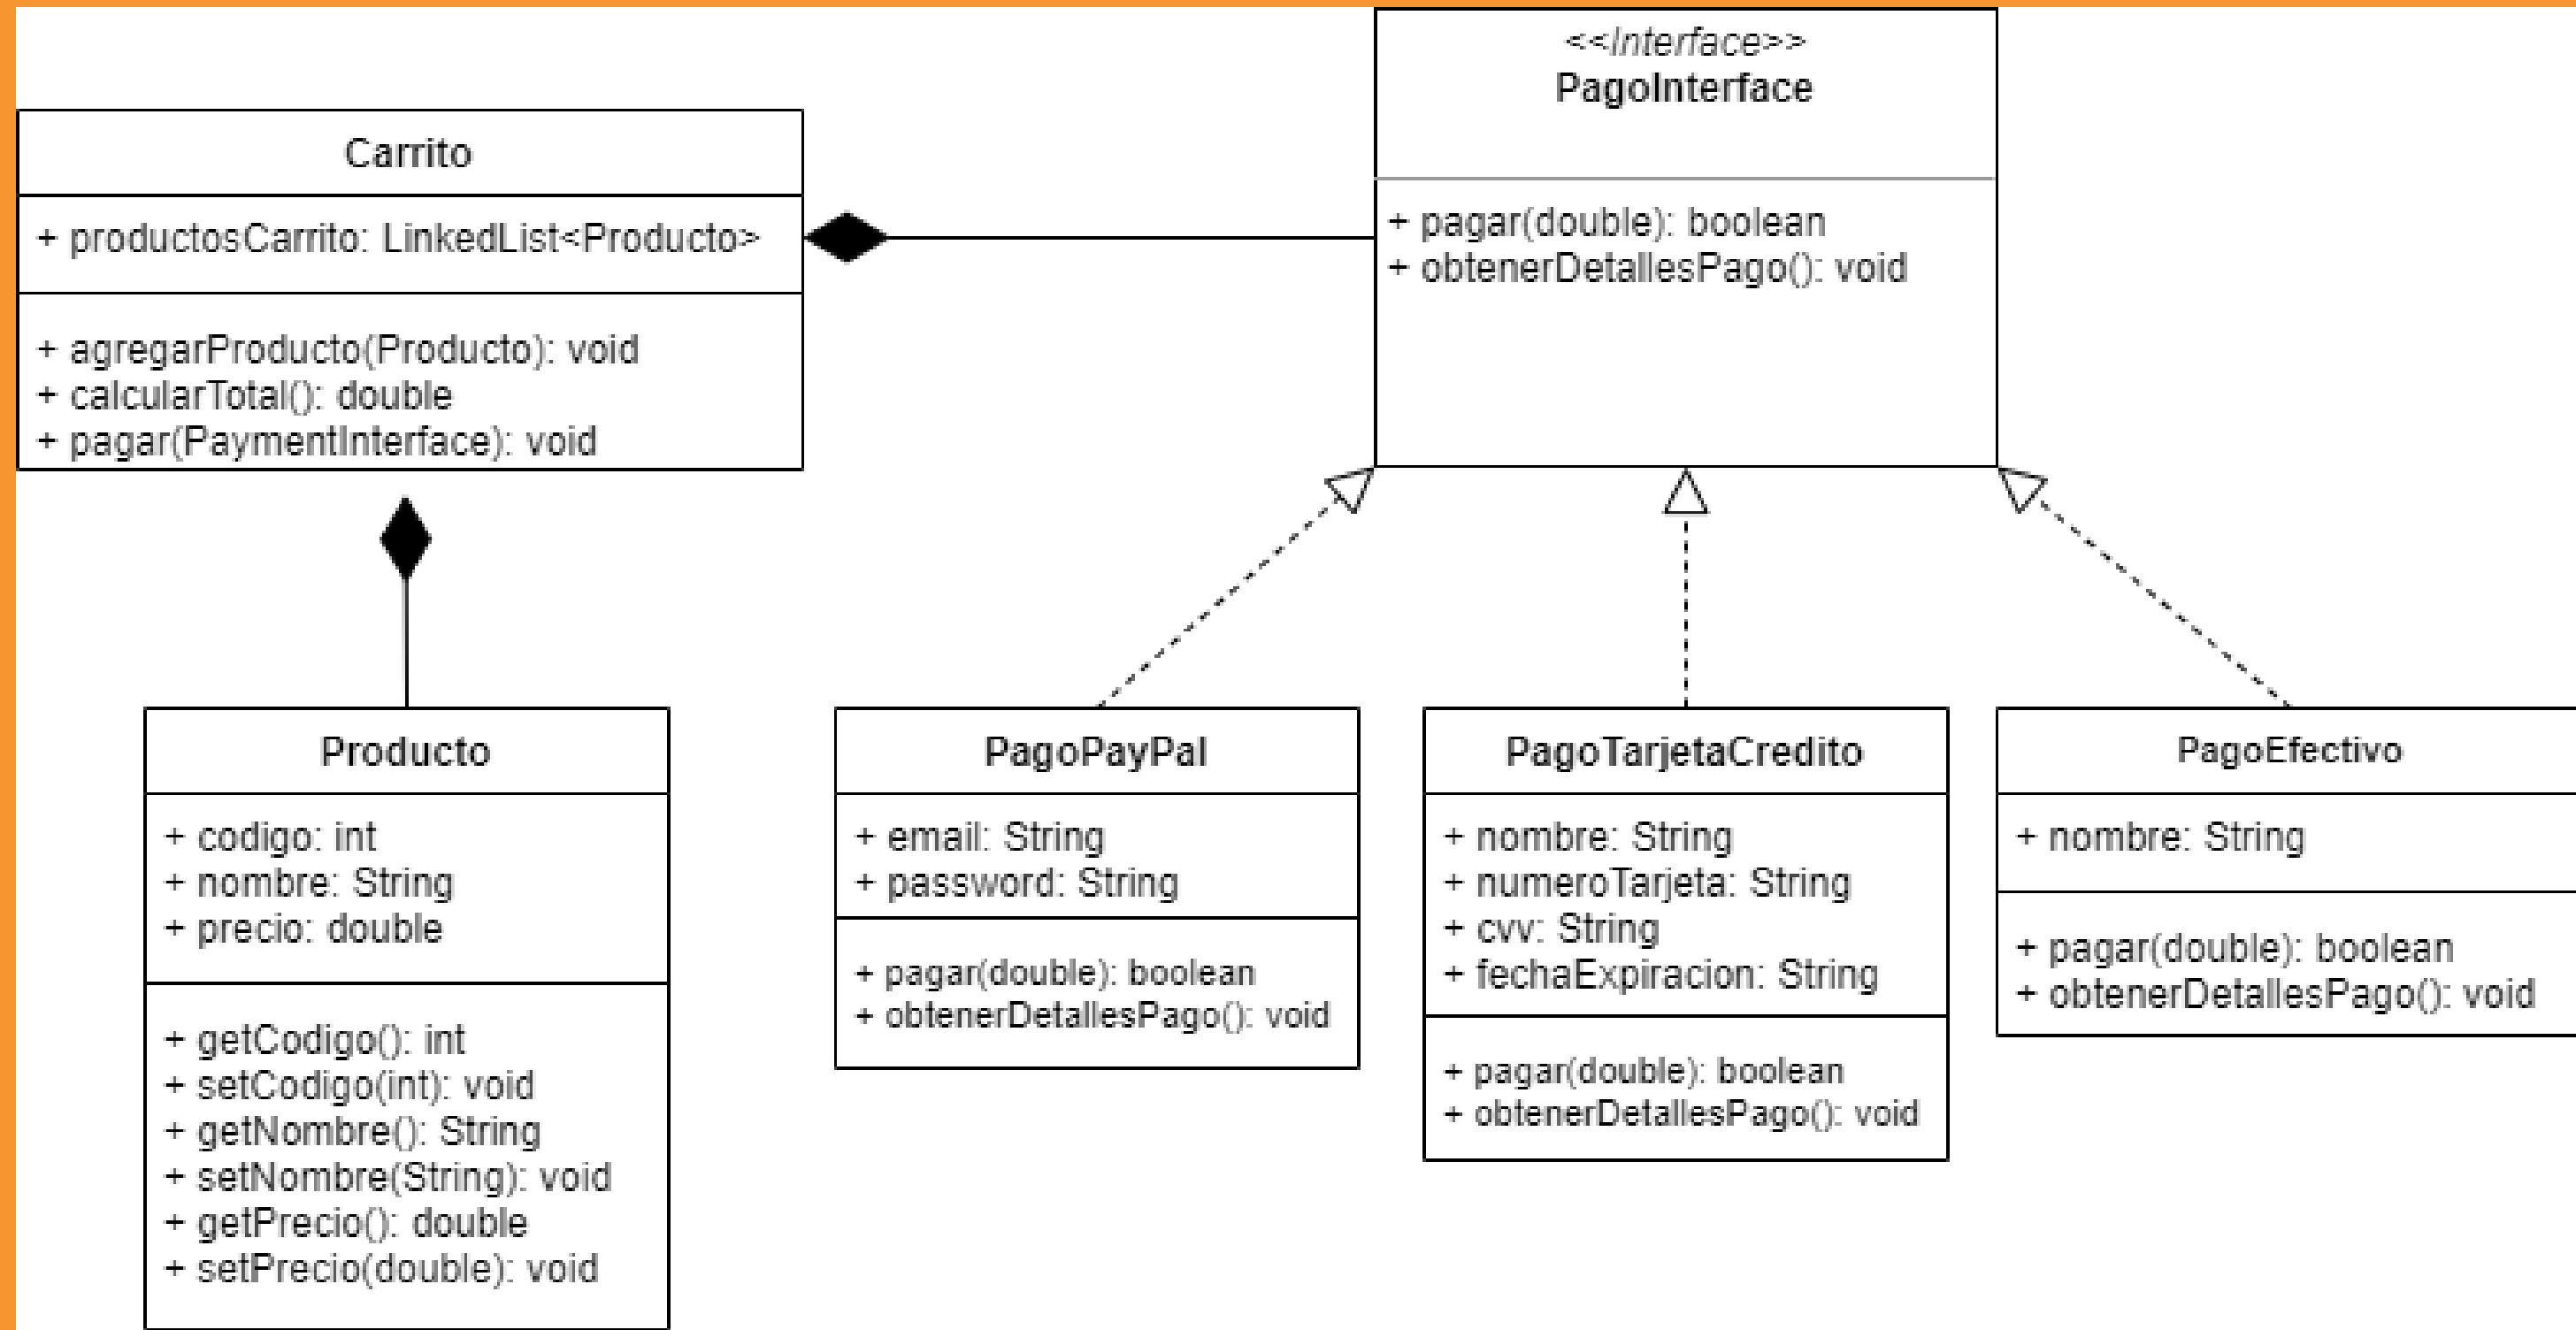 Carrito
+ productosCarrito: LinkedList<Producto>
+ agregarProducto(Producto): void
+ calcularTotal(): double
+ pagar(PaymentInterface): void
<<Interface>>
PagoInterface
+ pagar(double): boolean
+ obtenerDetallesPago(): void
Producto
+ codigo: int
+ nombre: String
+ precio: double
+ getCodigo(): int
+ setCodigo(int): void
+ getNombre(): String
+ setNombre(String): void
+ getPrecio(): double
+ setPrecio(double): void
PagoPayPal
+ email: String
+ password: String
+ pagar(double): boolean
+ obtenerDetallesPago(): void
PagoTarjetaCredito
+ nombre: String
+ numeroTarjeta: String
+ cvv: String
+ fechaExpiracion: String
+ pagar(double): boolean
+ obtenerDetallesPago(): void
PagoEfectivo
+ nombre: String
+ pagar(double): boolean
+ obtenerDetallesPago(): void